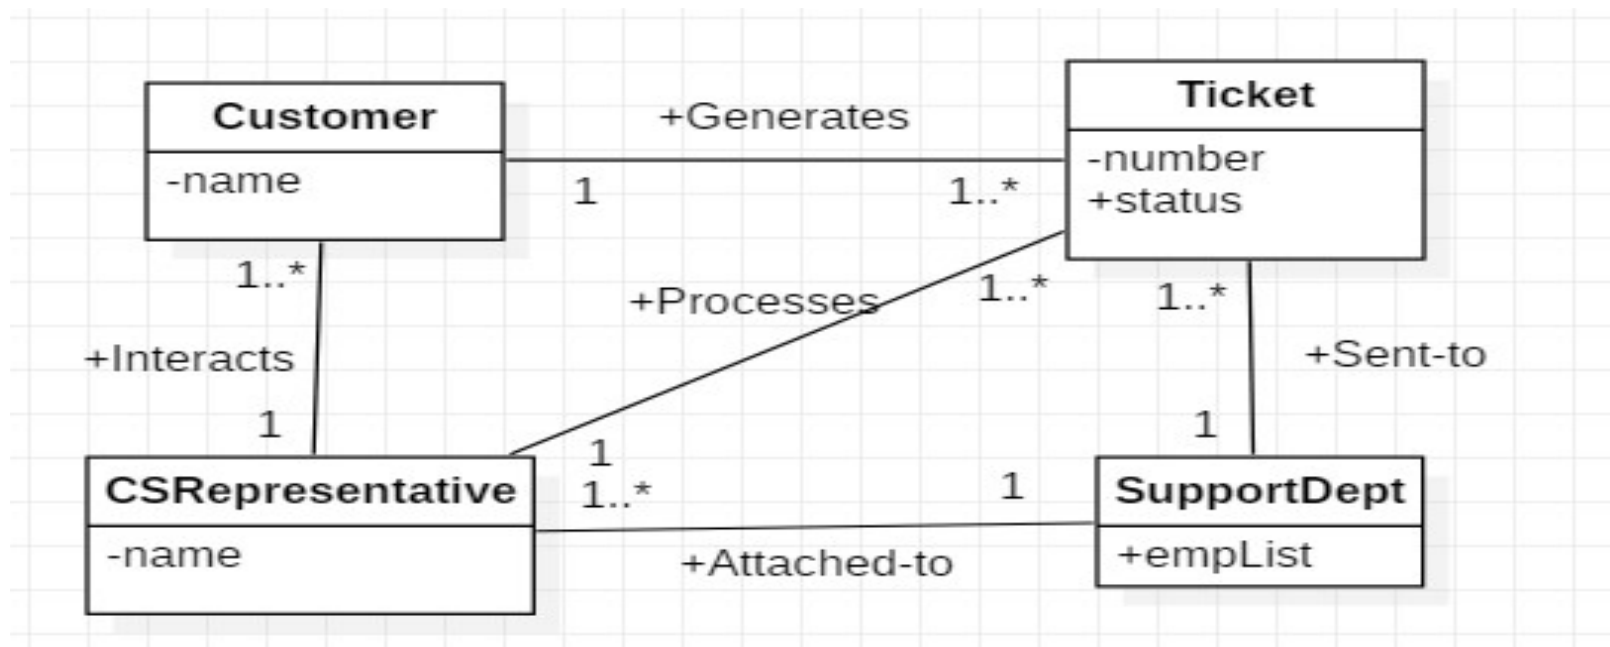 Customer
-name
+Generates
1
1..*
Ticket
-number
+status
1..*
+Interacts
1
+Processes
1..*
1
1..*
+Sent-to
1
CSRepresentative
-name
1..*
1
+Attached-to
SupportDept
+empList